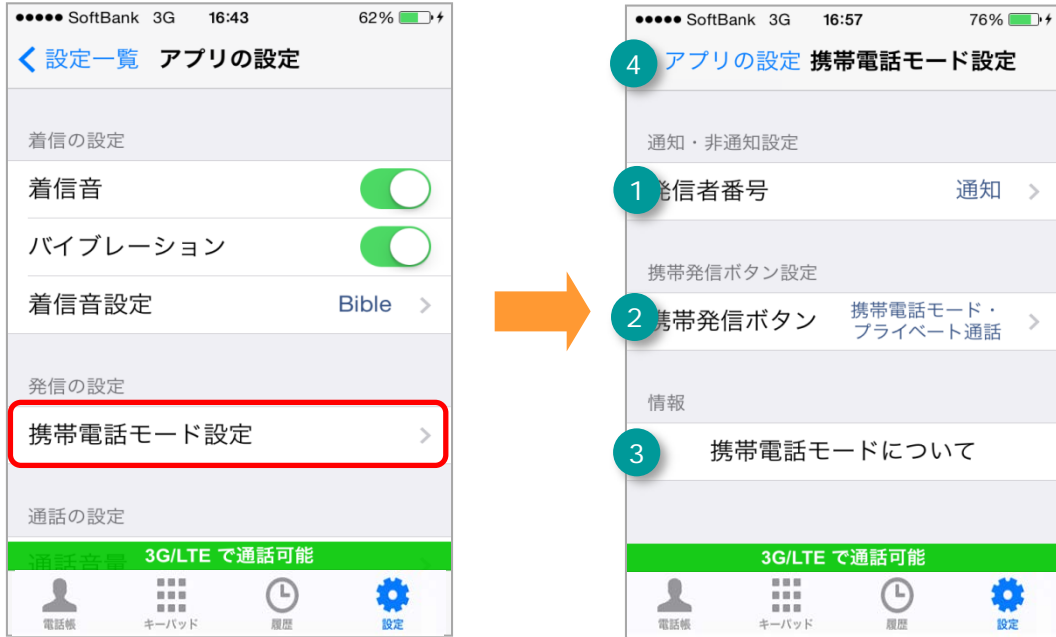 ●●●●● SoftBank 3G 16:43 62%
設定一覧 アプリの設定
着信の設定
着信音
バイブレーション
着信音設定 Bible
発信の設定
携帯電話モード設定
通話の設定
通話音量
3G/LTE で通話可能
電話帳 キーパッド 履歴 設定
●●●●● SoftBank 3G 16:57 76%
4 アプリの設定 携帯電話モード設定
通知・非通知設定
1 発信者番号 通知
携帯発信ボタン設定
2 携帯発信ボタン 携帯電話モード・
プライベート通話
情報
3 携帯電話モードについて
3G/LTE で通話可能
電話帳 キーパッド 履歴 設定